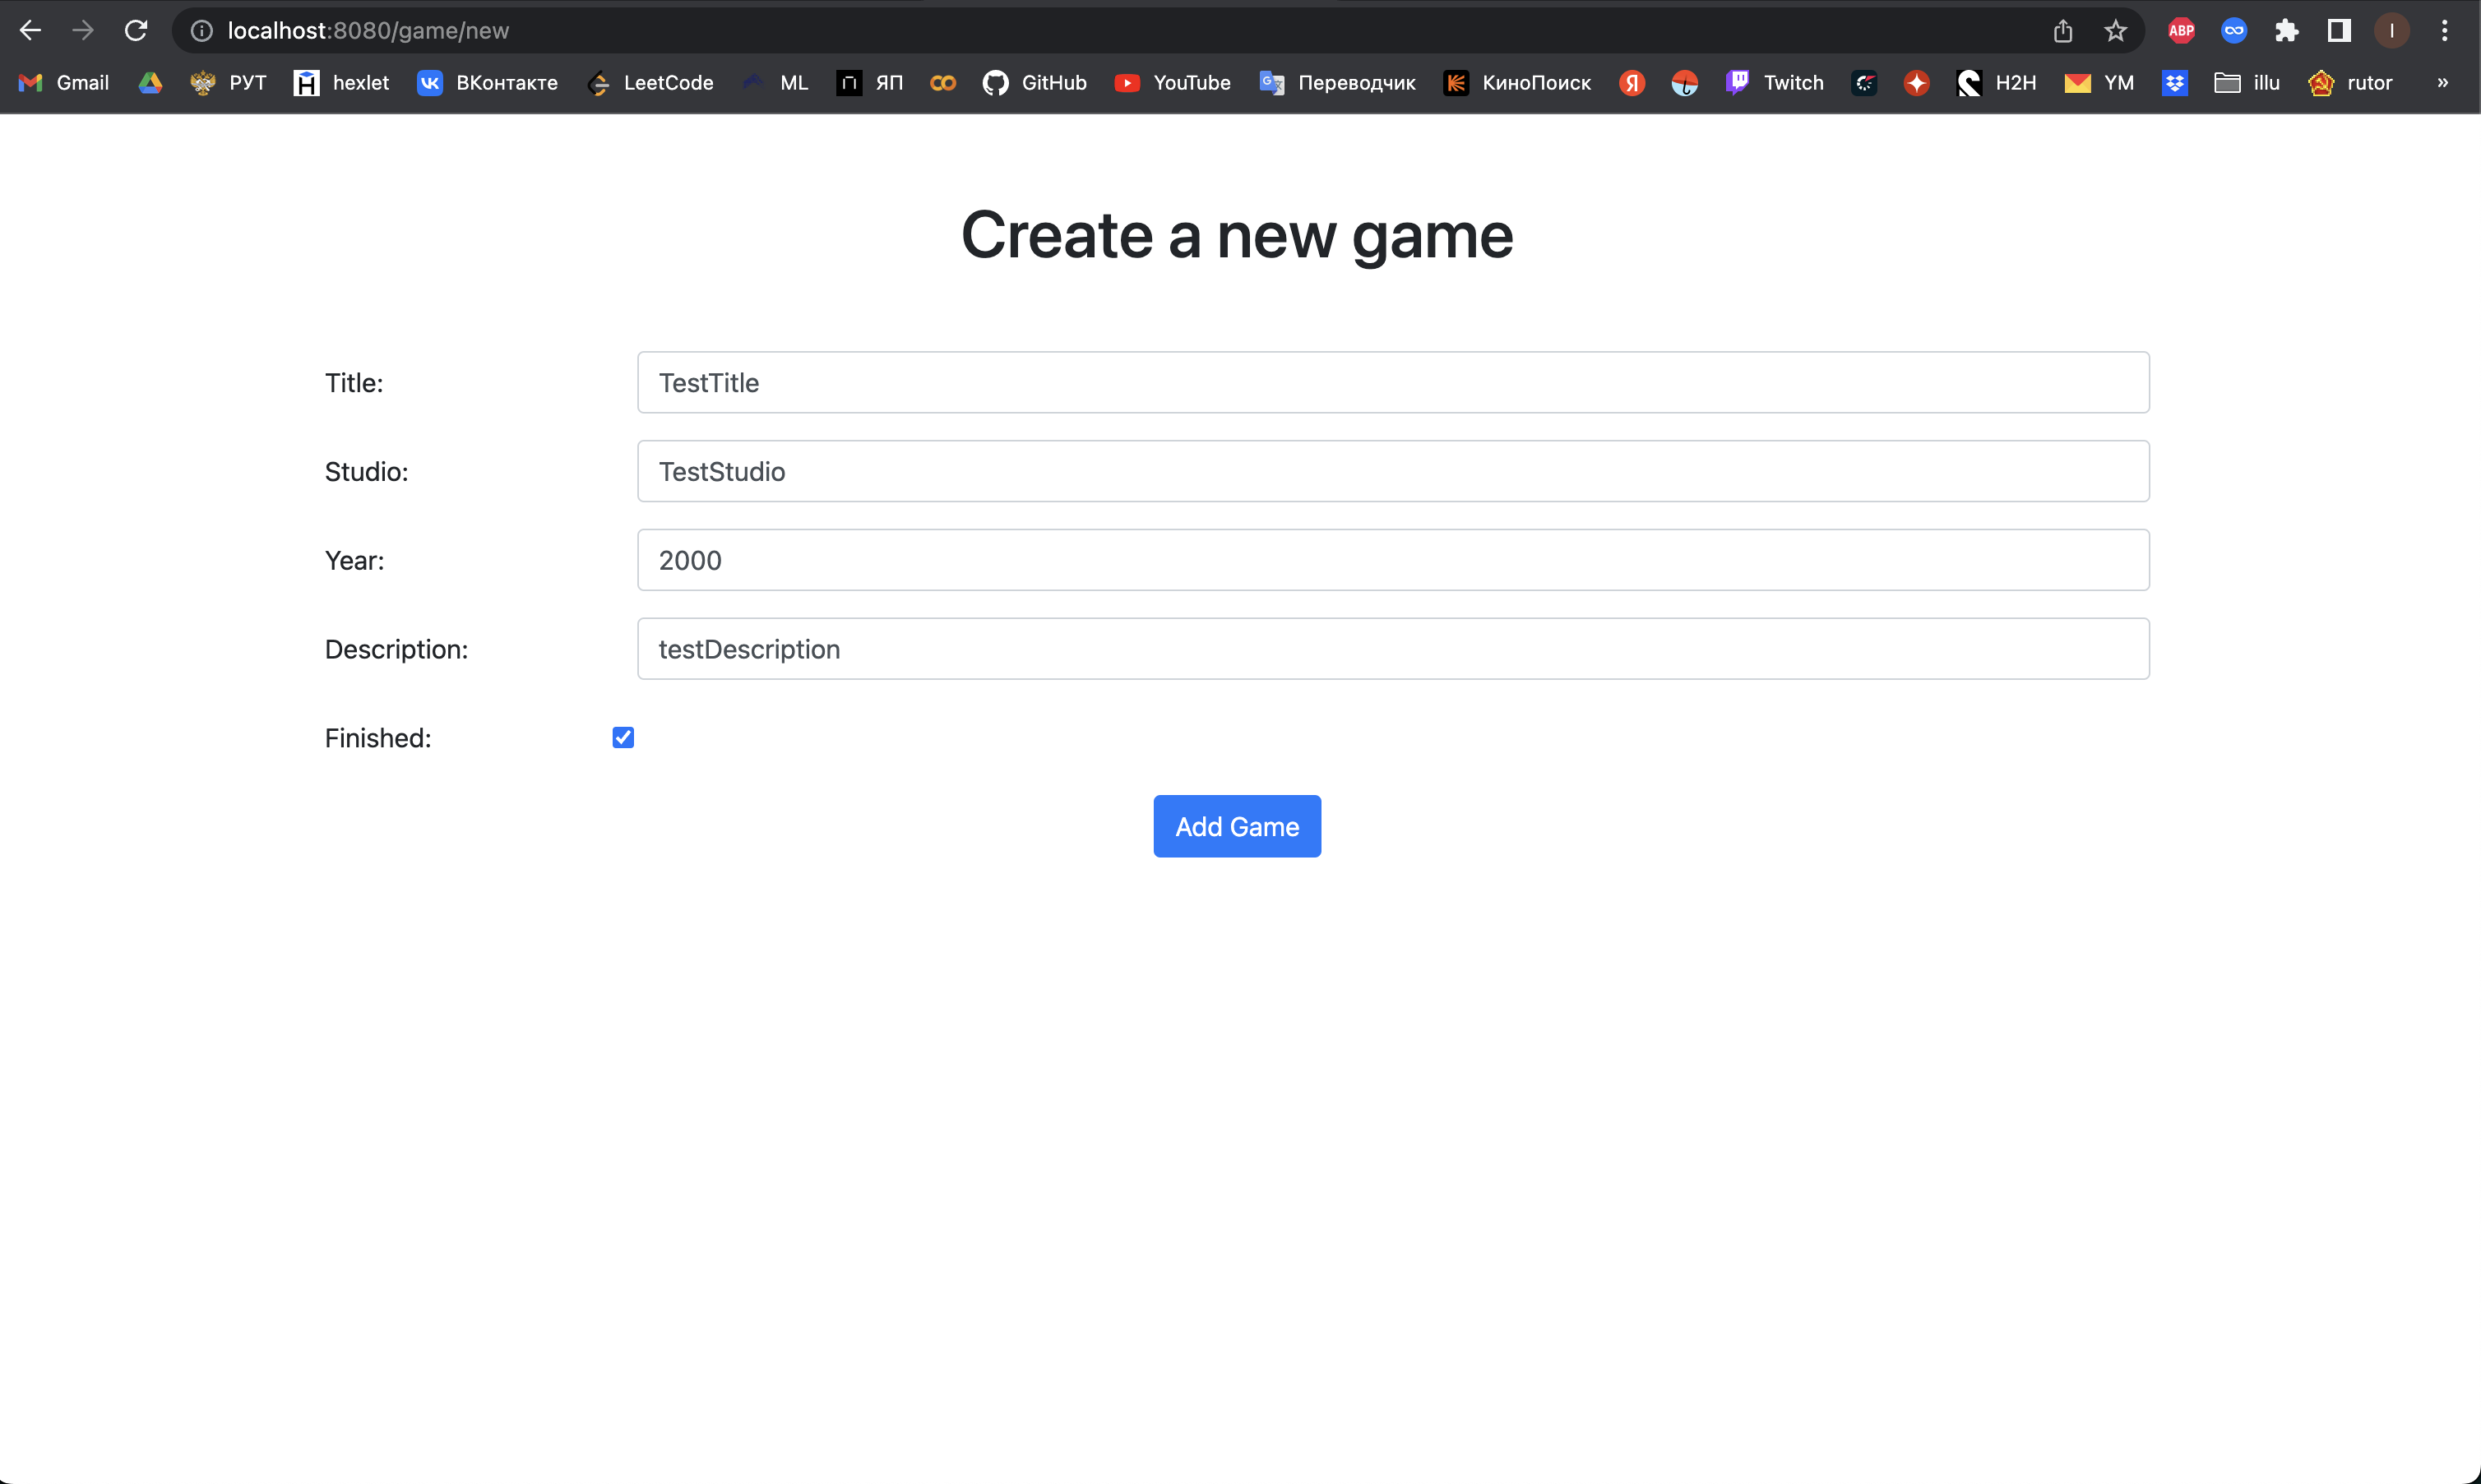 localhost:8080/game/new
ABP
I
Gmail РУТ hexlet ВКонтакте LeetCode ML ЯП GitHub YouTube Переводчик КиноПоиск Я Twitch H2H YM illu rutor »
Create a new game
Title: TestTitle
Studio: TestStudio
Year: 2000
Description: testDescription
Finished:
Add Game